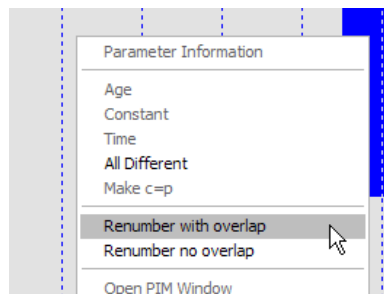 Parameter Information
Age
Constant
Time
All Different
Make c=p
Renumber with overlap
Renumber no overlap
Open PIM Window